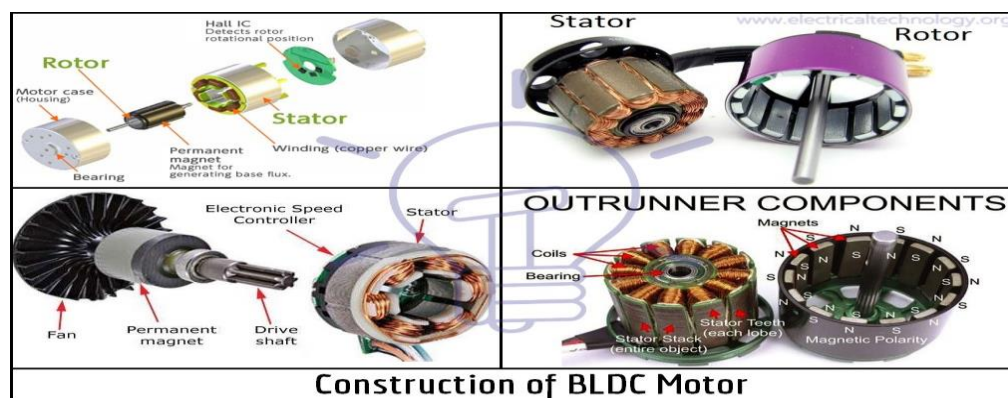 Hall IC
Detects rotor
rotational position
Rotor
Motor case
(Housing)
Stator
Bearing
Permanent
magnet
Magnet for
generating base flux.
Winding (copper wire)
www.electricaltechnology.org
Stator
Rotor
Electronic Speed
Controller
Stator
Fan
Permanent
magnet
Drive
shaft
OUTRUNNER COMPONENTS
Magnets
Coils
Bearing
Stator Teeth
(each lobe)
Stator Stack
(entire object)
N
S
N
S
N
S
N
S
N
S
N
S
N
S
Magnetic Polarity
Construction of BLDC Motor